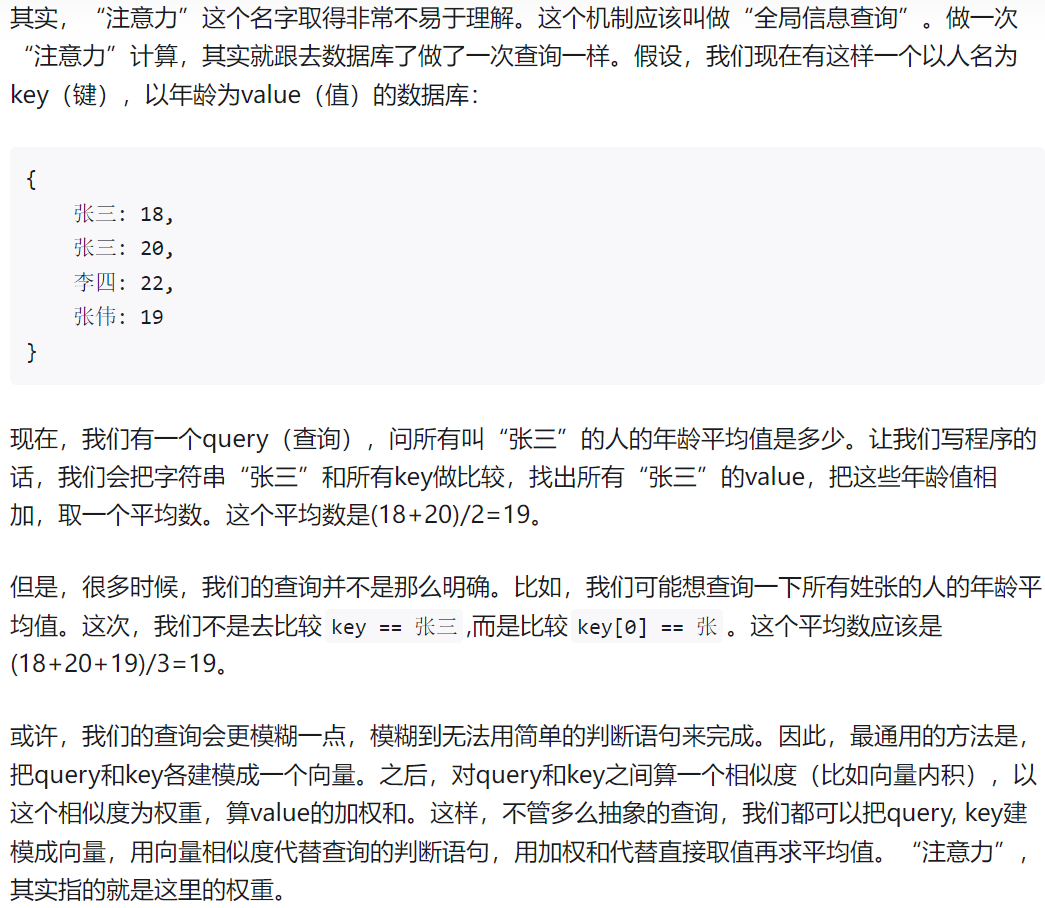 其实，“注意力”这个名字取得非常不易于理解。这个机制应该叫做“全局信息查询”。做一次
“注意力”计算，其实就跟去数据库了做了一次查询一样。假设，我们现在有这样一个以人名为
key（键），以年龄为value（值）的数据库：
{
张三: 18,
张三: 20,
李四: 22,
张伟: 19
}
现在，我们有一个query（查询），问所有叫“张三”的人的年龄平均值是多少。让我们写程序的
话，我们会把字符串“张三”和所有key做比较，找出所有“张三”的value，把这些年龄值相
加，取一个平均数。这个平均数是(18+20)/2=19。
但是，很多时候，我们的查询并不是那么明确。比如，我们可能想查询一下所有姓张的人的年龄平
均值。这次，我们不是去比较 key == 张三 ,而是比较 key[0] == 张 。这个平均数应该是
(18+20+19)/3=19。
或许，我们的查询会更模糊一点，模糊到无法用简单的判断语句来完成。因此，最通用的方法是，
把query和key各建模成一个向量。之后，对query和key之间算一个相似度（比如向量内积），以
这个相似度为权重，算value的加权和。这样，不管多么抽象的查询，我们都可以把query, key建
模成向量，用向量相似度代替查询的判断语句，用加权和代替直接取值再求平均值。“注意力”，
其实指的就是这里的权重。